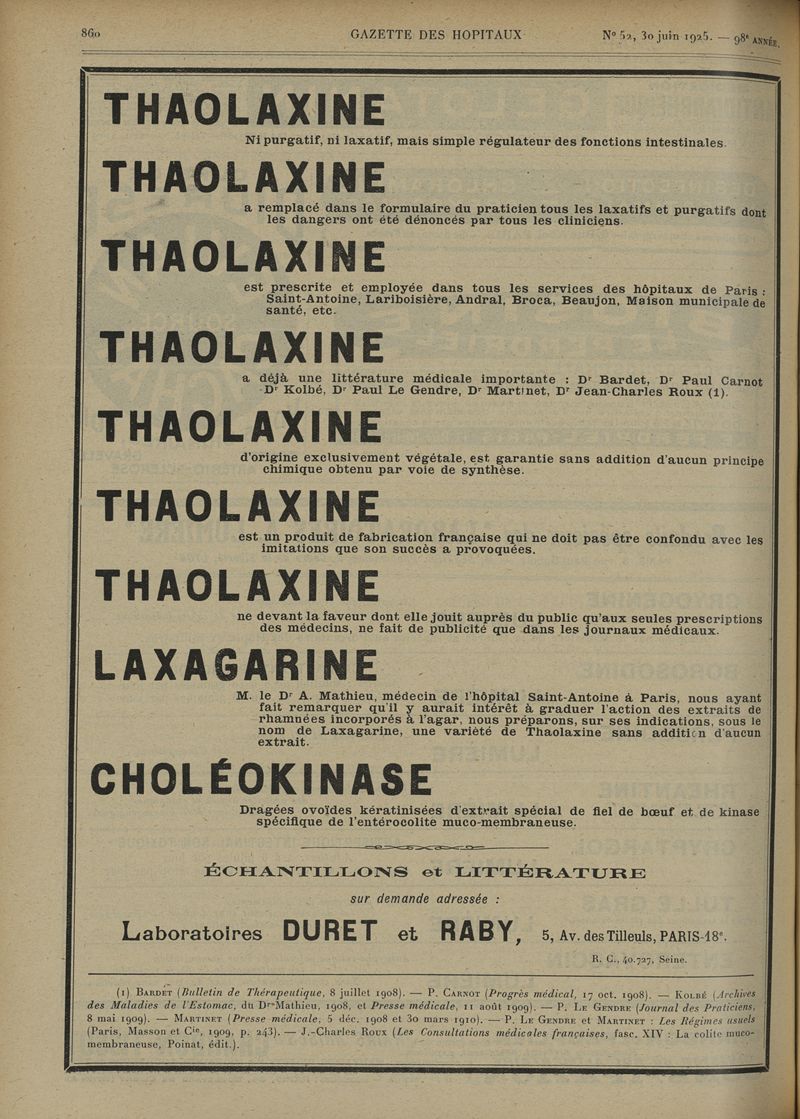 860 GAZETTE DES HOPITAUX N° 52, 30 juin 1925. — 98e ANNÉE.
THAOLAXINE
Ni purgatif, ni laxatif, mais simple régulateur des fonctions intestinales.
THAOLAXINE
a remplacé dans le formulaire du praticien tous les laxatifs et purgatifs dont
les dangers ont été dénoncés par tous les cliniciens.
THAOLAXINE
est prescrite et employée dans tous les services des hôpitaux de Paris :
Saint-Antoine, Lariboisière, Andral, Broca, Beaujon, Maison municipale de
santé, etc.
THAOLAXINE
a déjà une littérature médicale importante : Dr Bardet, Dr Paul Carnot
Dr Kolbé, Dr Paul Le Gendre, Dr Martinet, Dr Jean-Charles Roux (1).
THAOLAXINE
d'origine exclusivement végétale, est garantie sans addition d'aucun principe
chimique obtenu par voie de synthèse.
THAOLAXINE
est un produit de fabrication française qui ne doit pas être confondu avec les
imitations que son succès a provoquées.
THAOLAXINE
ne devant la faveur dont elle jouit auprès du public qu'aux seules prescriptions
des médecins, ne fait de publicité que dans les journaux médicaux.
LAXAGARINE
M. le Dr A. Mathieu, médecin de l'hôpital Saint-Antoine à Paris, nous ayant
fait remarquer qu'il y aurait intérêt à graduer l'action des extraits de
rhamnées incorporés à l'agar, nous préparons, sur ses indications, sous le
nom de Laxagarine, une variété de Thaolaxine sans addition d'aucun
extrait.
CHOLÉOKINASE
Dragées ovoïdes kératinisées d'extrait spécial de fiel de bœuf et de kinase
spécifique de l'entérocolite muco-membraneuse.
ÉCHANTILLONS et LITTÉRATURE
sur demande adressée :
Laboratoires DURET et RABY, 5, Av. des Tilleuls, PARIS-18e.
R. C., 40.727, Seine.
(1) BARDET (Bulletin de Thérapeutique, 8 juillet 1908). — P. CARNOT (Progrès médical, 17 oct. 1908). — KOLBÉ (Archives
des Maladies de l'Estomac, du Dr Mathieu, 1908, et Presse médicale, 11 août 1909). — P. LE GENDRE (Journal des Praticiens,
8 mai 1909). — MARTINET (Presse médicale, 5 déc. 1908 et 30 mars 1910). — P. LE GENDRE et MARTINET : Les Régimes usuels
(Paris, Masson et Cie, 1909, p. 243). — J.-Charles ROUX (Les Consultations médicales françaises, fasc. XIV : La colite muco-
membraneuse, Poinat, édit.).